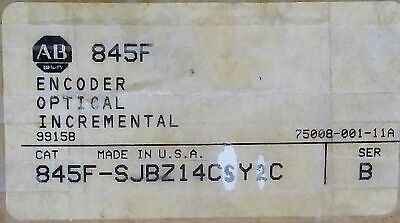 AB 845F
ENCODER
OPTICAL
INCREMENTAL
9915B 75008-001-11A
CAT MADE IN U.S.A. SER
845F-SJBZ14CSY2C B